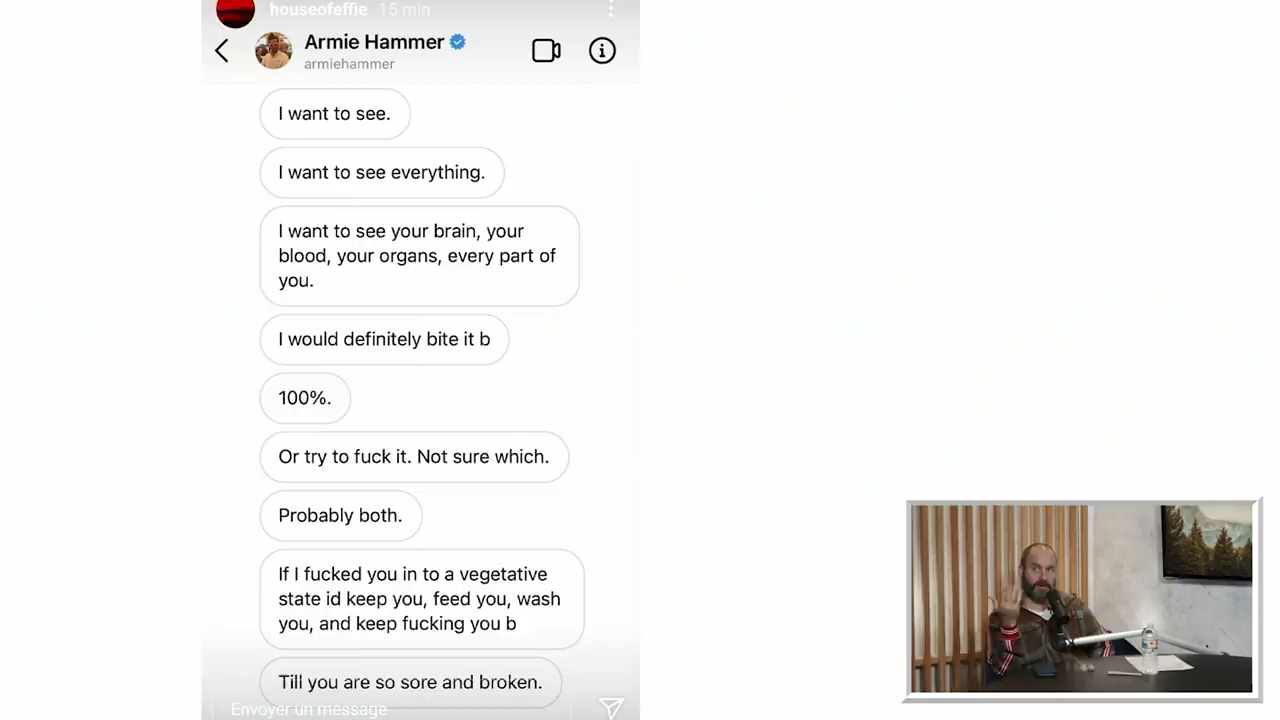 houseofeffie 15 min
Armie Hammer
armiehammer
I want to see.
I want to see everything.
I want to see your brain, your
blood, your organs, every part of
you.
I would definitely bite it b
100%.
Or try to fuck it. Not sure which.
Probably both.
If I fucked you in to a vegetative
state id keep you, feed you, wash
you, and keep fucking you b
Till you are so sore and broken.
Envoyer un message